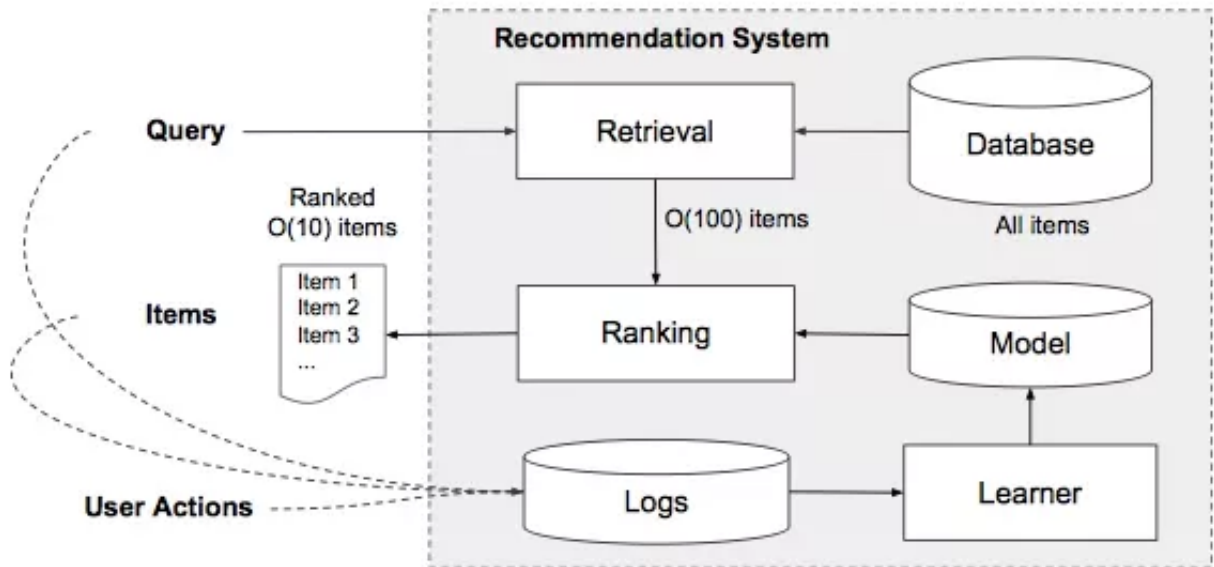 Recommendation System
Query
Retrieval
Database
Ranked
O(10) items
O(100) items
All items
Item 1
Item 2
Item 3
...
Items
Ranking
Model
User Actions
Logs
Learner